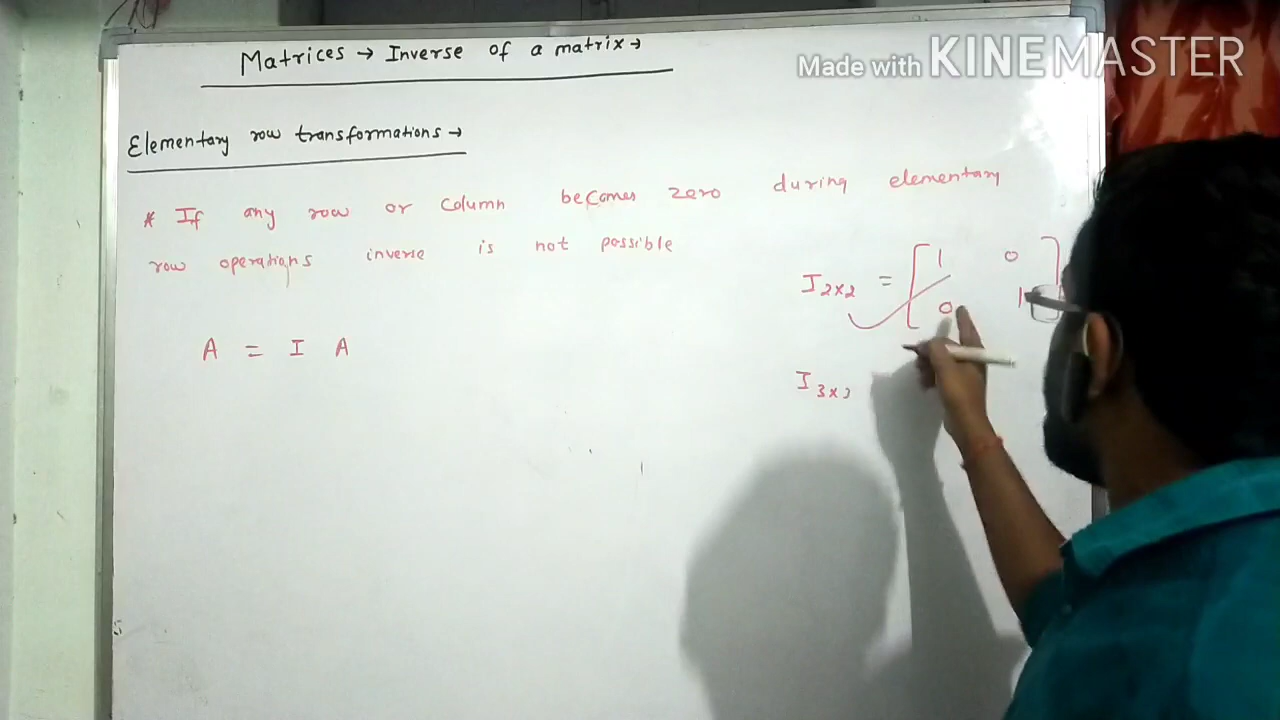 Made with KINEMASTER
Matrices → Inverse of a matrix →
Elementary row transformations →
* If any row or column becomes zero during elementary
row operations inverse is not possible
I2x2 = [ 1 0
0 1 ]
A = I A
I3x3